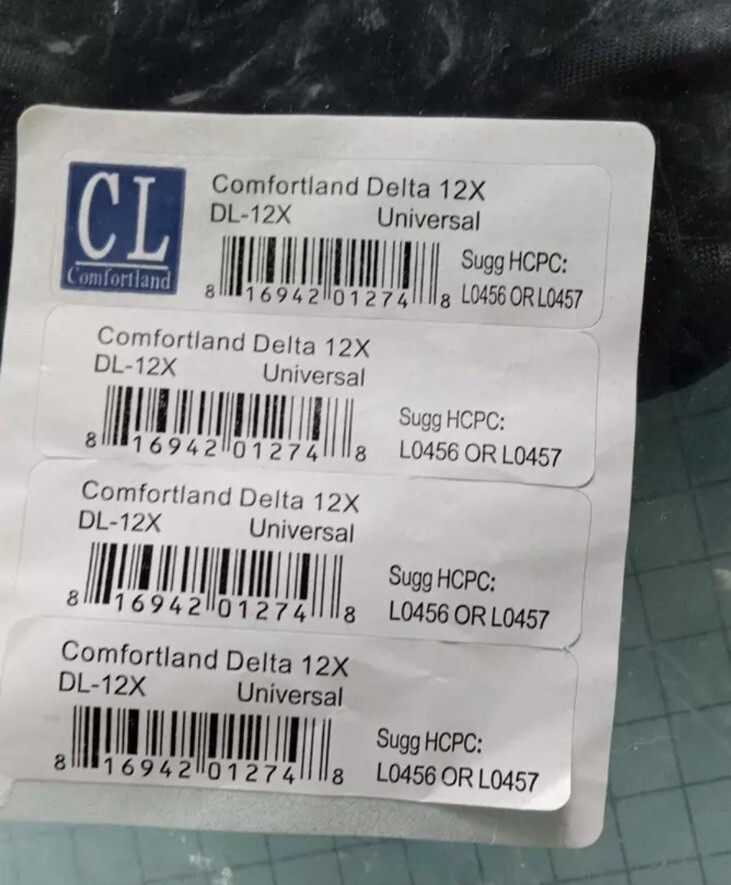 CL
Comfortland
Comfortland Delta 12X
DL-12X Universal
Sugg HCPC:
8 16942 01274 8 L0456 OR L0457
Comfortland Delta 12X
DL-12X Universal
Sugg HCPC:
8 16942 01274 8 L0456 OR L0457
Comfortland Delta 12X
DL-12X Universal
Sugg HCPC:
8 16942 01274 8 L0456 OR L0457
Comfortland Delta 12X
DL-12X Universal
Sugg HCPC:
8 16942 01274 8 L0456 OR L0457